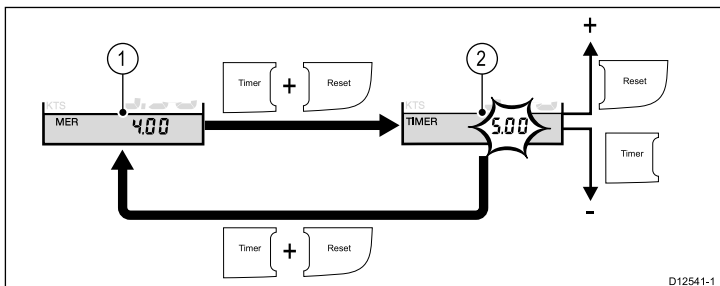 1
Timer + Reset
KTS
MER 4.00
2
KTS
TIMER 5.00
+
Reset
Timer
-
Timer + Reset
D12541-1